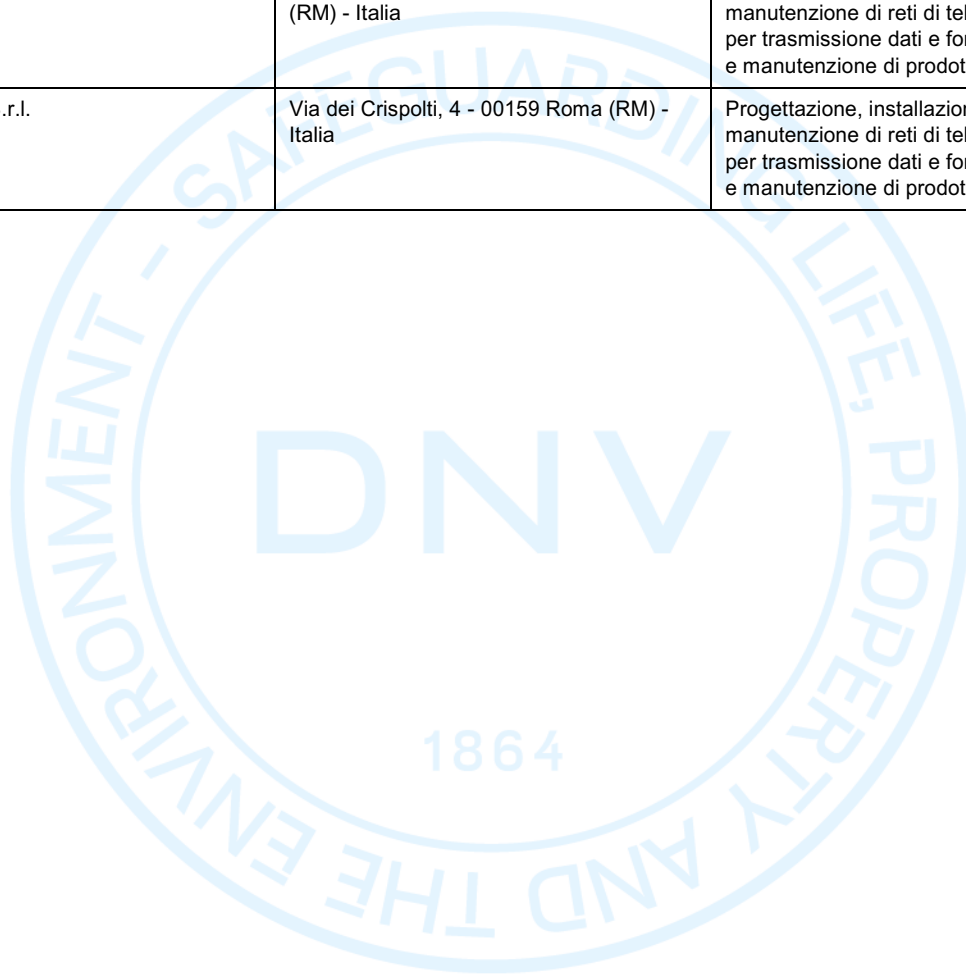 (RM) - Italia
manutenzione di reti di tel
per trasmissione dati e for
e manutenzione di prodot
.r.l.
Via dei Crispolti, 4 - 00159 Roma (RM) -
Italia
Progettazione, installazion
manutenzione di reti di tel
per trasmissione dati e for
e manutenzione di prodot
SAFEGUARDING LIFE, PROPERTY AND THE ENVIRONMENT -
DNV
1864